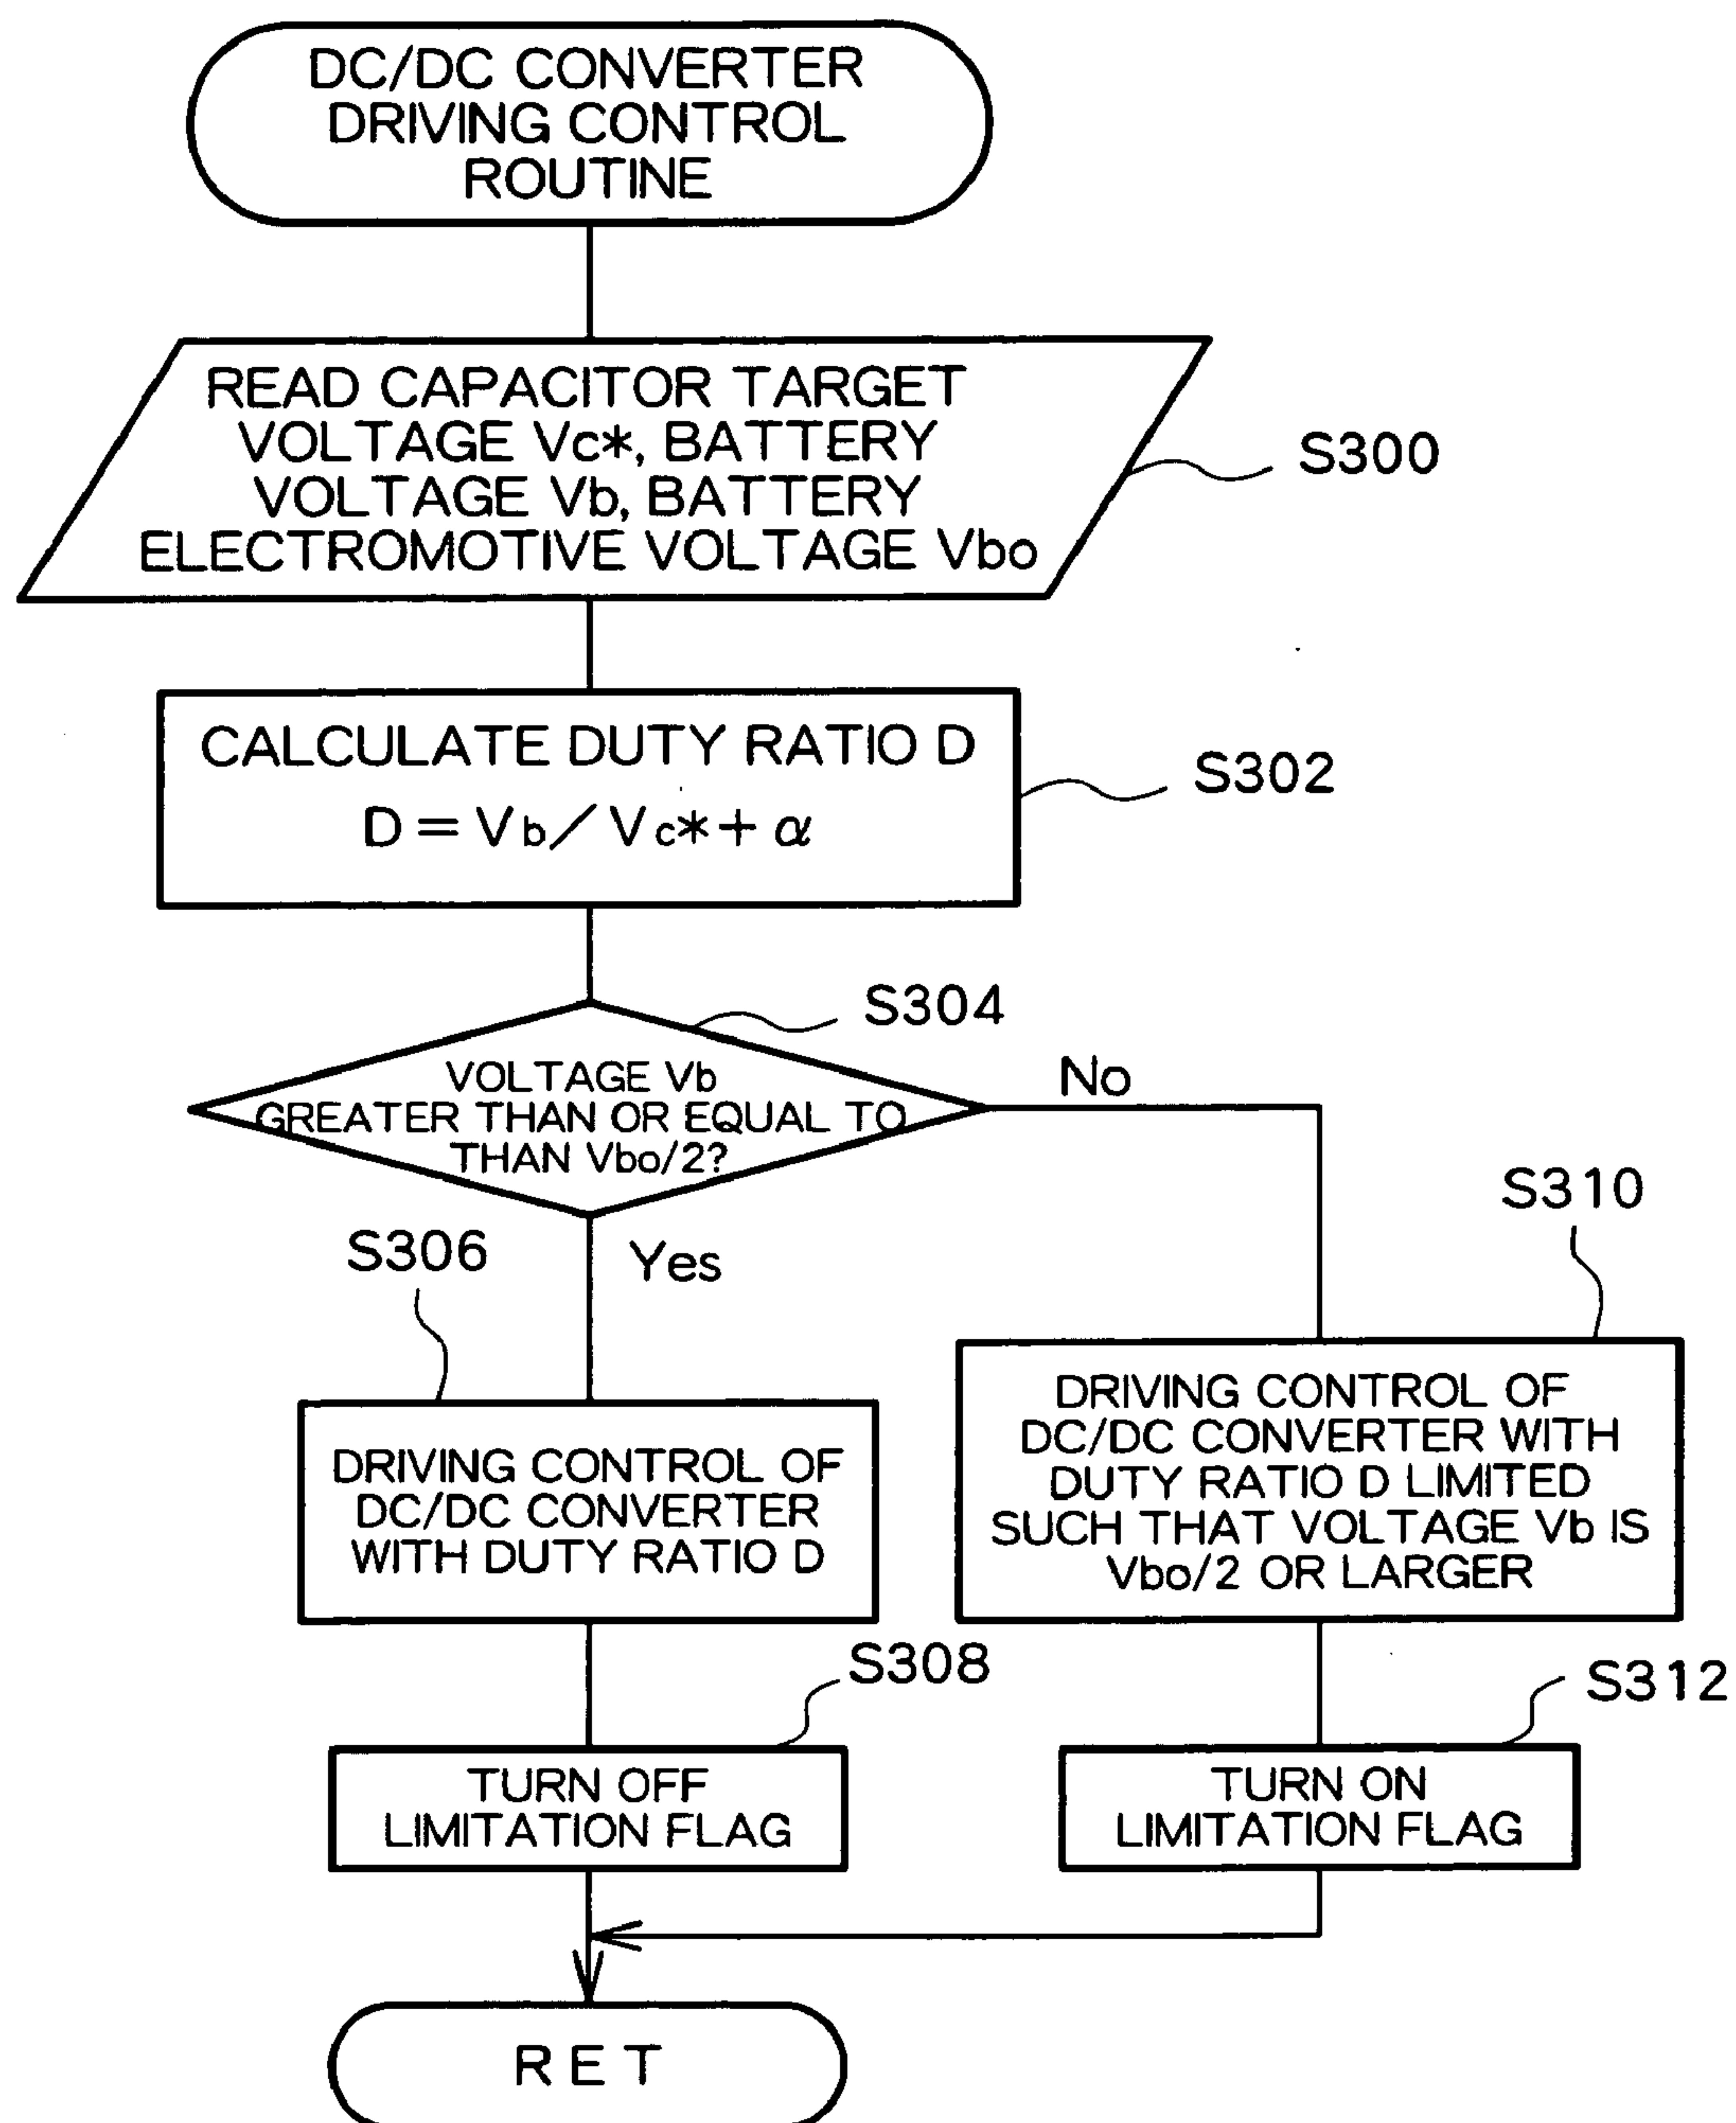 DC/DC CONVERTER
DRIVING CONTROL
ROUTINE
READ CAPACITOR TARGET
VOLTAGE Vc*, BATTERY
VOLTAGE Vb, BATTERY
ELECTROMOTIVE VOLTAGE Vbo
S300
CALCULATE DUTY RATIO D
D = Vb / Vc* + α
S302
S304
VOLTAGE Vb
GREATER THAN OR EQUAL TO
THAN Vbo/2?
No
Yes
S306
DRIVING CONTROL OF
DC/DC CONVERTER
WITH DUTY RATIO D
S310
DRIVING CONTROL OF
DC/DC CONVERTER WITH
DUTY RATIO D LIMITED
SUCH THAT VOLTAGE Vb IS
Vbo/2 OR LARGER
S308
TURN OFF
LIMITATION FLAG
S312
TURN ON
LIMITATION FLAG
RET